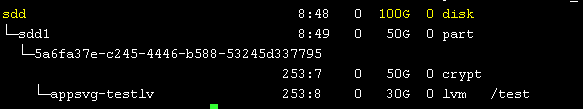 sdd 8:48 0 100G 0 disk
└─sdd1 8:49 0 50G 0 part
└─5a6fa37e-c245-4446-b588-53245d337795
253:7 0 50G 0 crypt
└─appsvg-testlv 253:8 0 30G 0 lvm /test